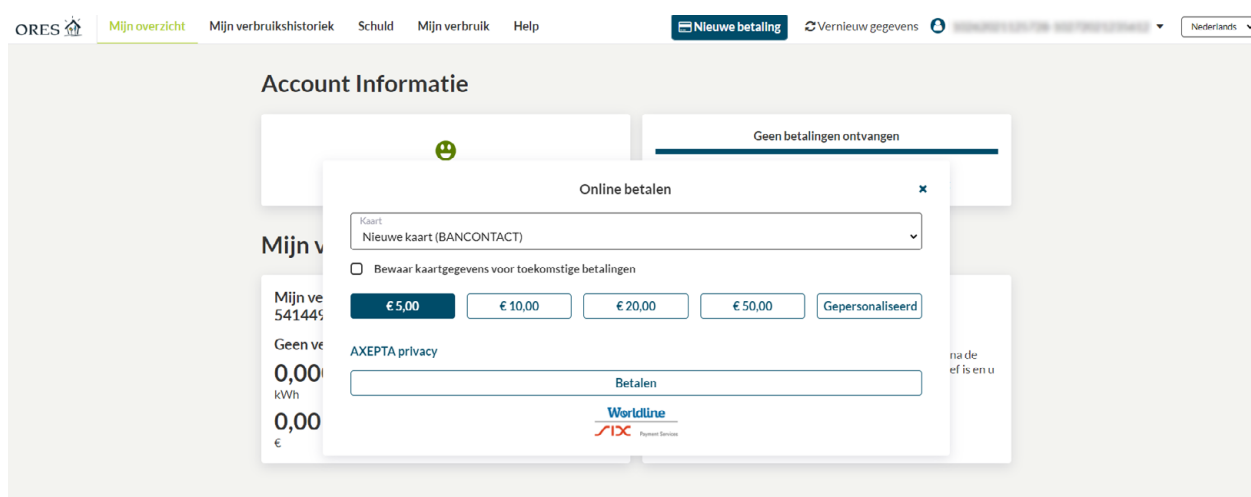 ORES
Mijn overzicht
Mijn verbruikshistoriek
Schuld
Mijn verbruik
Help
Nieuwe betaling
Vernieuw gegevens
Nederlands
Account Informatie
Geen betalingen ontvangen
Online betalen
Kaart
Nieuwe kaart (BANCONTACT)
Bewaar kaartgegevens voor toekomstige betalingen
€ 5,00
€ 10,00
€ 20,00
€ 50,00
Gepersonaliseerd
AXEPTA privacy
Betalen
Worldline
SIX Payment Services
Mijn v
Mijn ve
541449
Geen ve
0,00
kWh
0,00
€
na de
ef is en u